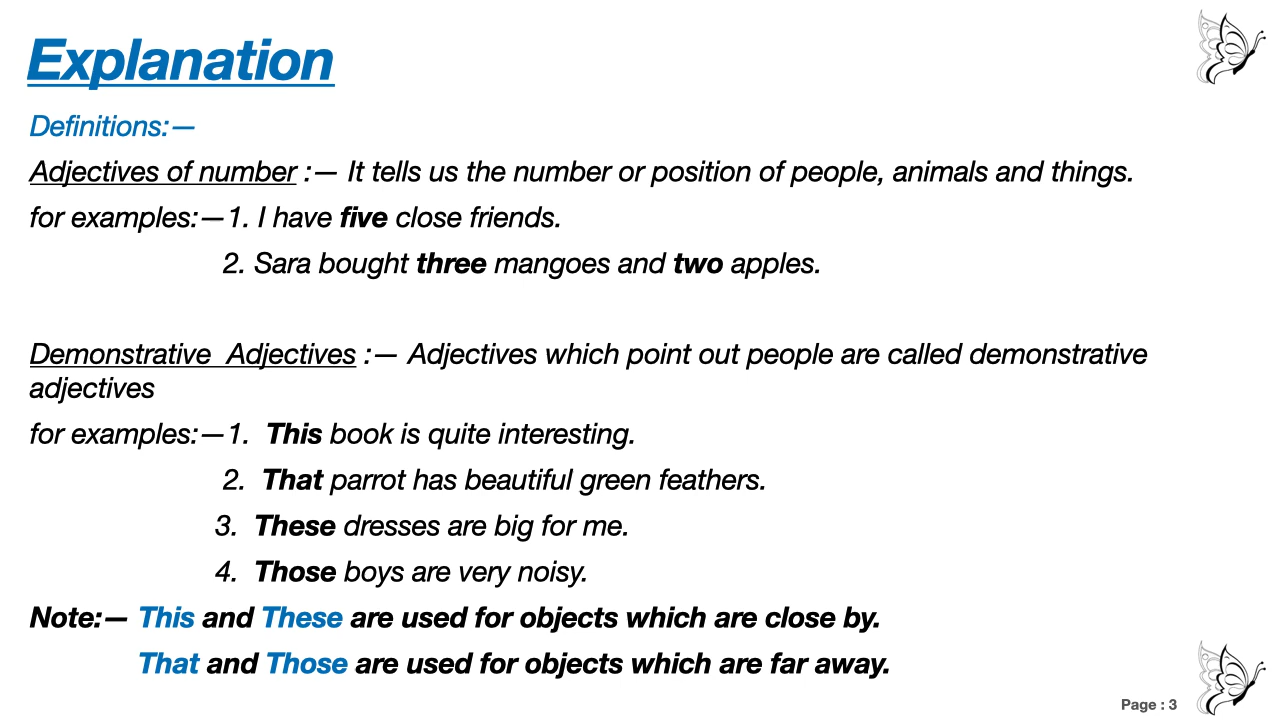 Explanation
Definitions:—
Adjectives of number :— It tells us the number or position of people, animals and things.
for examples:—1. I have five close friends.
2. Sara bought three mangoes and two apples.
Demonstrative  Adjectives :— Adjectives which point out people are called demonstrative
adjectives
for examples:—1.  This book is quite interesting.
2.  That parrot has beautiful green feathers.
3.  These dresses are big for me.
4.  Those boys are very noisy.
Note:— This and These are used for objects which are close by.
That and Those are used for objects which are far away.
Page : 3